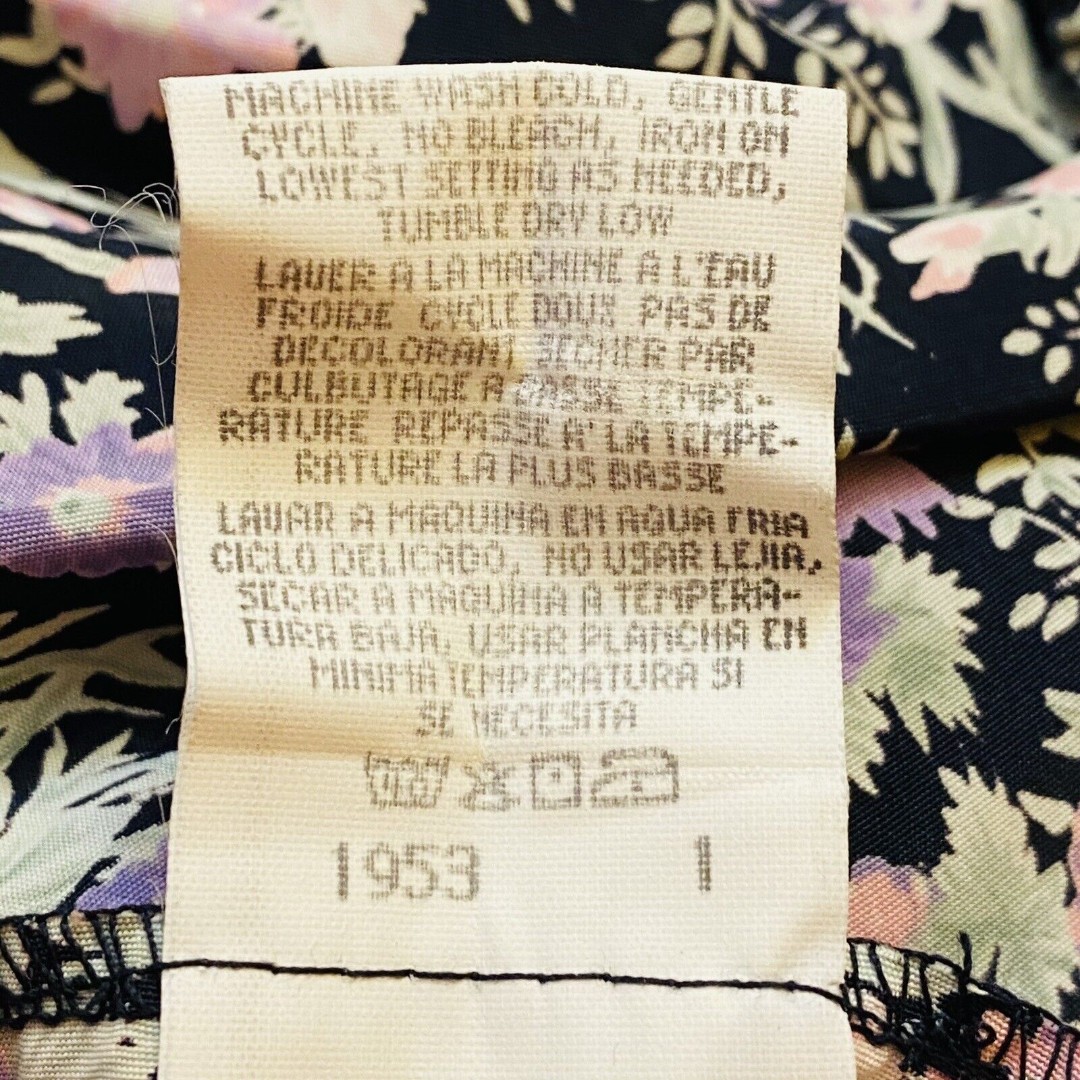 MACHINE WASH COLD, GENTLE
CYCLE, NO BLEACH, IRON ON
LOWEST SETTING AS NEEDED,
TUMBLE DRY LOW
LAVER A LA MACHINE A L'EAU
FROIDE CYCLE DOUX PAS DE
DECOLORANT SECHER PAR
CULBUTAGE A BASSE TEMPE-
RATURE REPASSE A' LA TEMPE-
RATURE LA PLUS BASSE
LAVAR A MAQUINA EN AGUA FRIA
CICLO DELICADO, NO USAR LEJIA,
SECAR A MAQUINA A TEMPERA-
TURA BAJA, USAR PLANCHA EN
MINIMA TEMPERATURA SI
SE NECESITA
1953 1